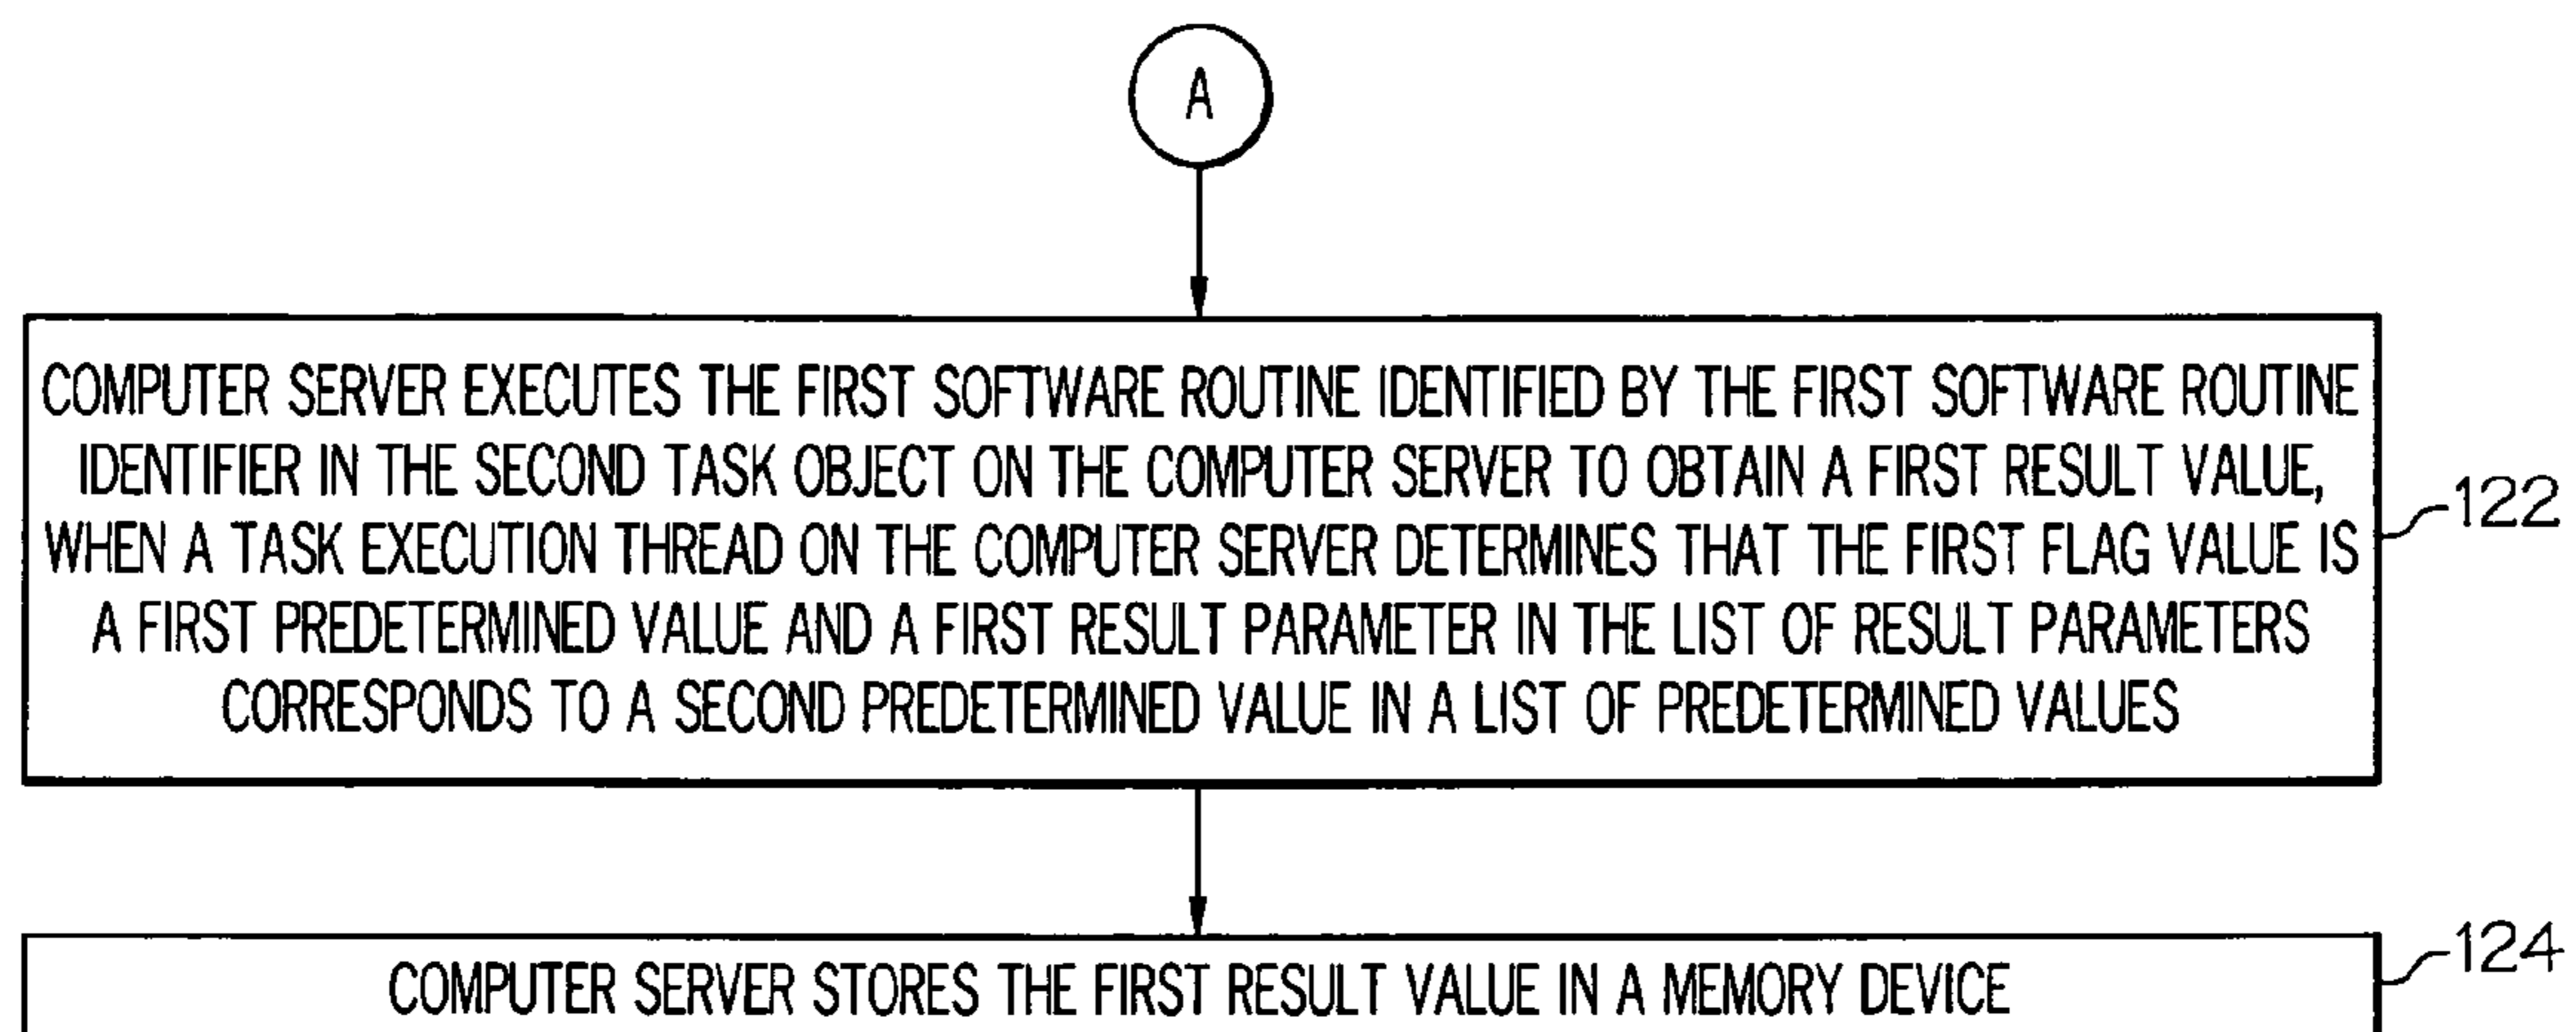 A
COMPUTER SERVER EXECUTES THE FIRST SOFTWARE ROUTINE IDENTIFIED BY THE FIRST SOFTWARE ROUTINE
IDENTIFIER IN THE SECOND TASK OBJECT ON THE COMPUTER SERVER TO OBTAIN A FIRST RESULT VALUE,
WHEN A TASK EXECUTION THREAD ON THE COMPUTER SERVER DETERMINES THAT THE FIRST FLAG VALUE IS
A FIRST PREDETERMINED VALUE AND A FIRST RESULT PARAMETER IN THE LIST OF RESULT PARAMETERS
CORRESPONDS TO A SECOND PREDETERMINED VALUE IN A LIST OF PREDETERMINED VALUES
122
COMPUTER SERVER STORES THE FIRST RESULT VALUE IN A MEMORY DEVICE
124